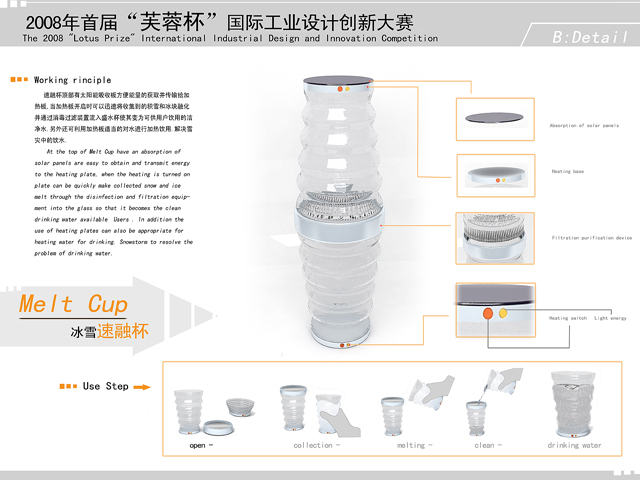 2008年首届“芙蓉杯”国际工业设计创新大赛
The 2008 "Lotus Prize" International Industrial Design and Innovation Competition
B:Detail
Working rinciple
速融杯顶部有太阳能吸收板方便能量的获取并传输给加
热板,当加热板开启时可以迅速将收集到的积雪和冰块融化
并通过消毒过滤装置流入盛水杯使其变为可供用户饮用的洁
净水.另外还可利用加热板适当的对水进行加热饮用.解决雪
灾中的饮水.
At the top of Melt Cup have an absorption of
solar panels are easy to obtain and transmit energy
to the heating plate, when the heating is turned on
plate can be quickly make collected snow and ice
melt through the disinfection and filtration equip-
ment into the glass so that it becomes the clean
drinking water available Users . In addition the
use of heating plates can also be appropriate for
heating water for drinking. Snowstorm to resolve the
problem of drinking water.
Absorption of solar panels
Heating base
Filtration purification device
Heating switch Light energy
Melt Cup
冰雪速融杯
Use Step
open -
collection -
melting -
clean -
drinking water